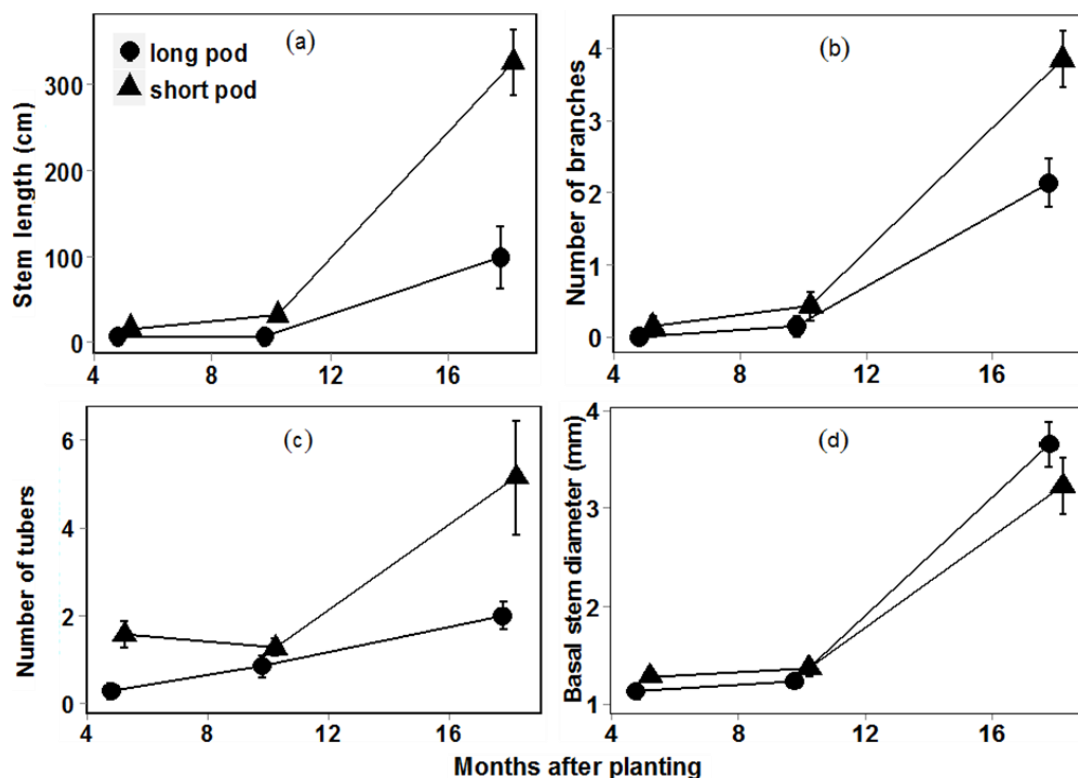 (a)
long pod
short pod
Stem length (cm)
300
200
100
0
4 8 12 16
(b)
Number of branches
4
3
2
1
0
4 8 12 16
(c)
Number of tubers
6
4
2
0
4 8 12 16
(d)
Basal stem diameter (mm)
4
3
2
1
4 8 12 16
Months after planting